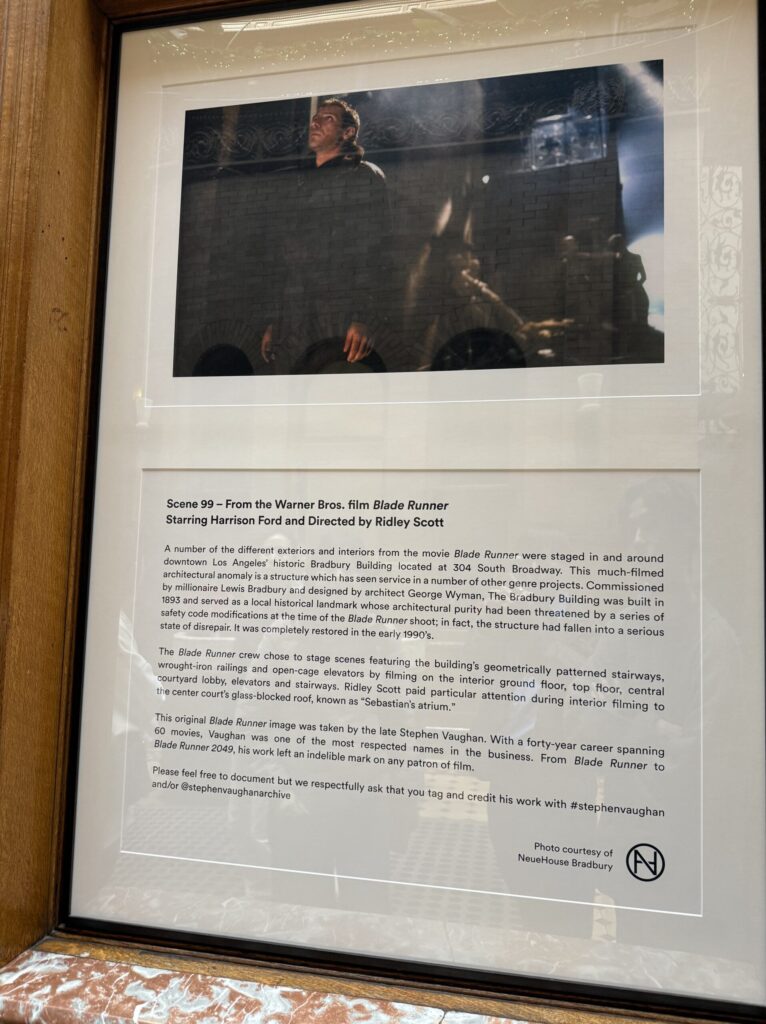 Scene 99 – From the Warner Bros. film Blade Runner
Starring Harrison Ford and Directed by Ridley Scott
A number of the different exteriors and interiors from the movie Blade Runner were staged in and around
downtown Los Angeles' historic Bradbury Building located at 304 South Broadway. This much-filmed
architectural anomaly is a structure which has seen service in a number of other genre projects. Commissioned
by millionaire Lewis Bradbury and designed by architect George Wyman, The Bradbury Building was built in
1893 and served as a local historical landmark whose architectural purity had been threatened by a series of
safety code modifications at the time of the Blade Runner shoot; in fact, the structure had fallen into a serious
state of disrepair. It was completely restored in the early 1990's.
The Blade Runner crew chose to stage scenes featuring the building's geometrically patterned stairways,
wrought-iron railings and open-cage elevators by filming on the interior ground floor, top floor, central
courtyard lobby, elevators and stairways. Ridley Scott paid particular attention during interior filming to
the center court's glass-blocked roof, known as "Sebastian's atrium."
This original Blade Runner image was taken by the late Stephen Vaughan. With a forty-year career spanning
60 movies, Vaughan was one of the most respected names in the business. From Blade Runner to
Blade Runner 2049, his work left an indelible mark on any patron of film.
Please feel free to document but we respectfully ask that you tag and credit his work with #stephenvaughan
and/or @stephenvaughanarchive
Photo courtesy of
NeueHouse Bradbury